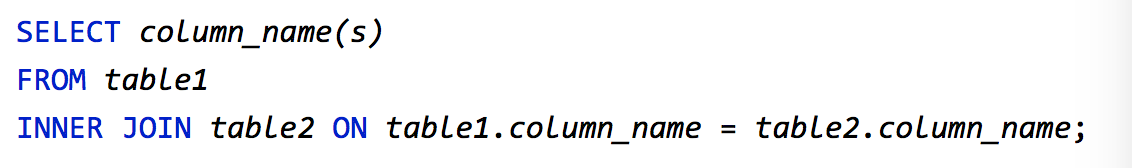 SELECT column_name(s)
FROM table1
INNER JOIN table2 ON table1.column_name = table2.column_name;